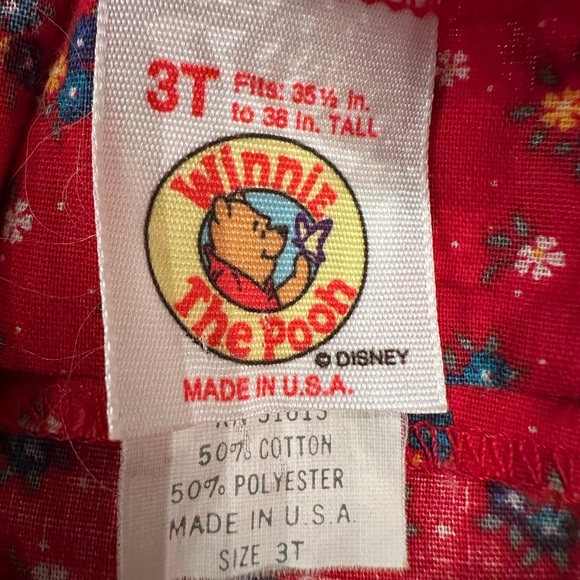 3T Fits: 35½ in.
to 38 in. TALL
Winnie
The Pooh
© DISNEY
MADE IN U.S.A.
50% COTTON
50% POLYESTER
MADE IN U.S.A.
SIZE 3T